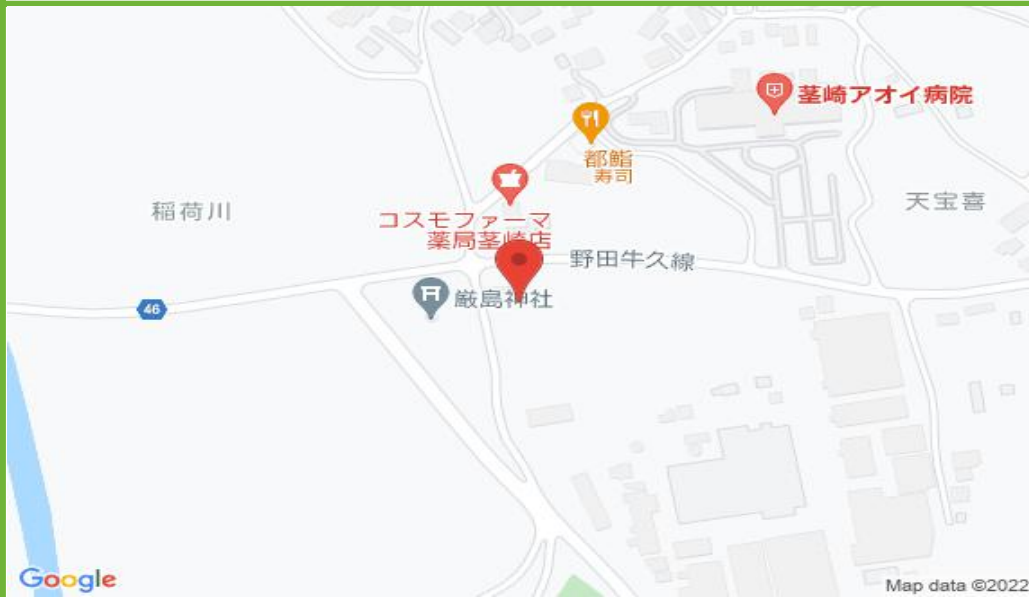 茎崎アオイ病院
都鮨
寿司
稲荷川
天宝喜
コスモファーマ
薬局茎崎店
野田牛久線
厳島神社
46
Google
Map data ©2022